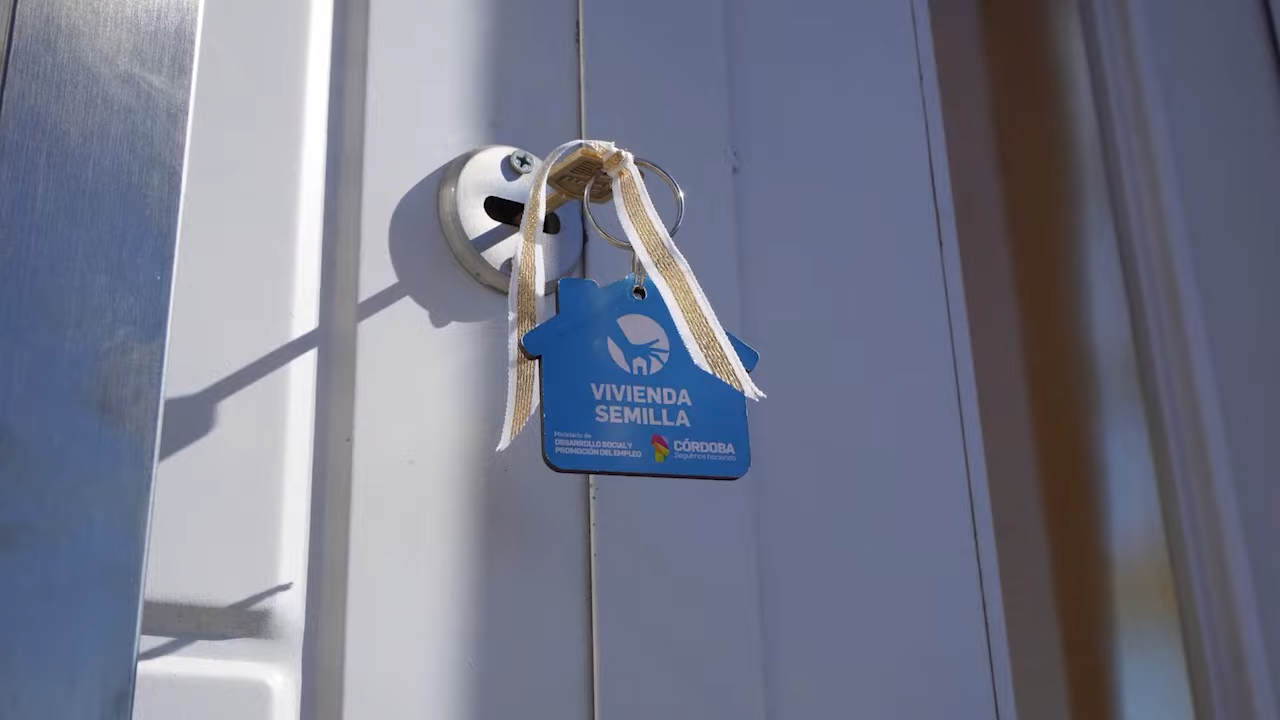 VIVIENDA
SEMILLA
Ministerio de
DESARROLLO SOCIAL Y
PROMOCIÓN DEL EMPLEO
CÓRDOBA
Seguimos haciendo